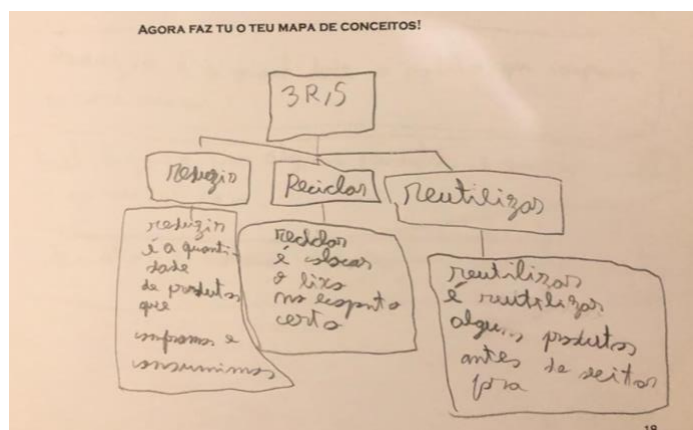 AGORA FAZ TU O TEU MAPA DE CONCEITOS!
3R,S
reduzir
Reciclar
reutilizar
reduzir
é a quanti-
dade
de produtos
que
compramos e
consumimos
reciclar
é colocar
o lixo
no ecoponto
certo
reutilizar
é reutilizar
alguns produtos
antes de deitar
fora
18